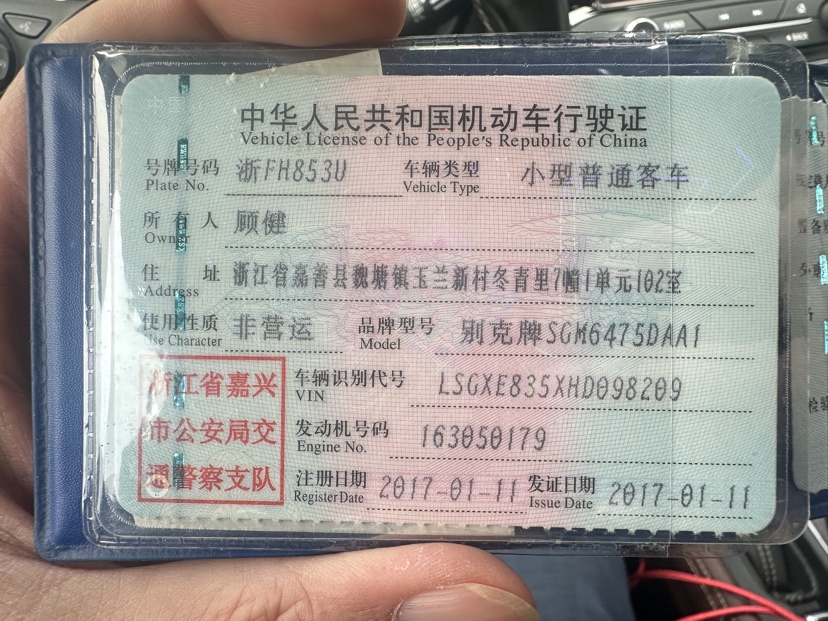 中华人民共和国机动车行驶证
Vehicle License of the People's Republic of China
号牌号码 浙FH853U 车辆类型 小型普通客车
Plate No. Vehicle Type
所有人 顾健
Owner
住址 浙江省嘉善县魏塘镇玉兰新村冬青里7幢1单元102室
Address
使用性质 非营运 品牌型号 别克牌SGM6475DAA1
Use Character Model
浙江省嘉兴
市公安局交
通警察支队
车辆识别代号 LSGXE835XHD098209
VIN
发动机号码 163050179
Engine No.
注册日期 2017-01-11 发证日期 2017-01-11
Register Date Issue Date